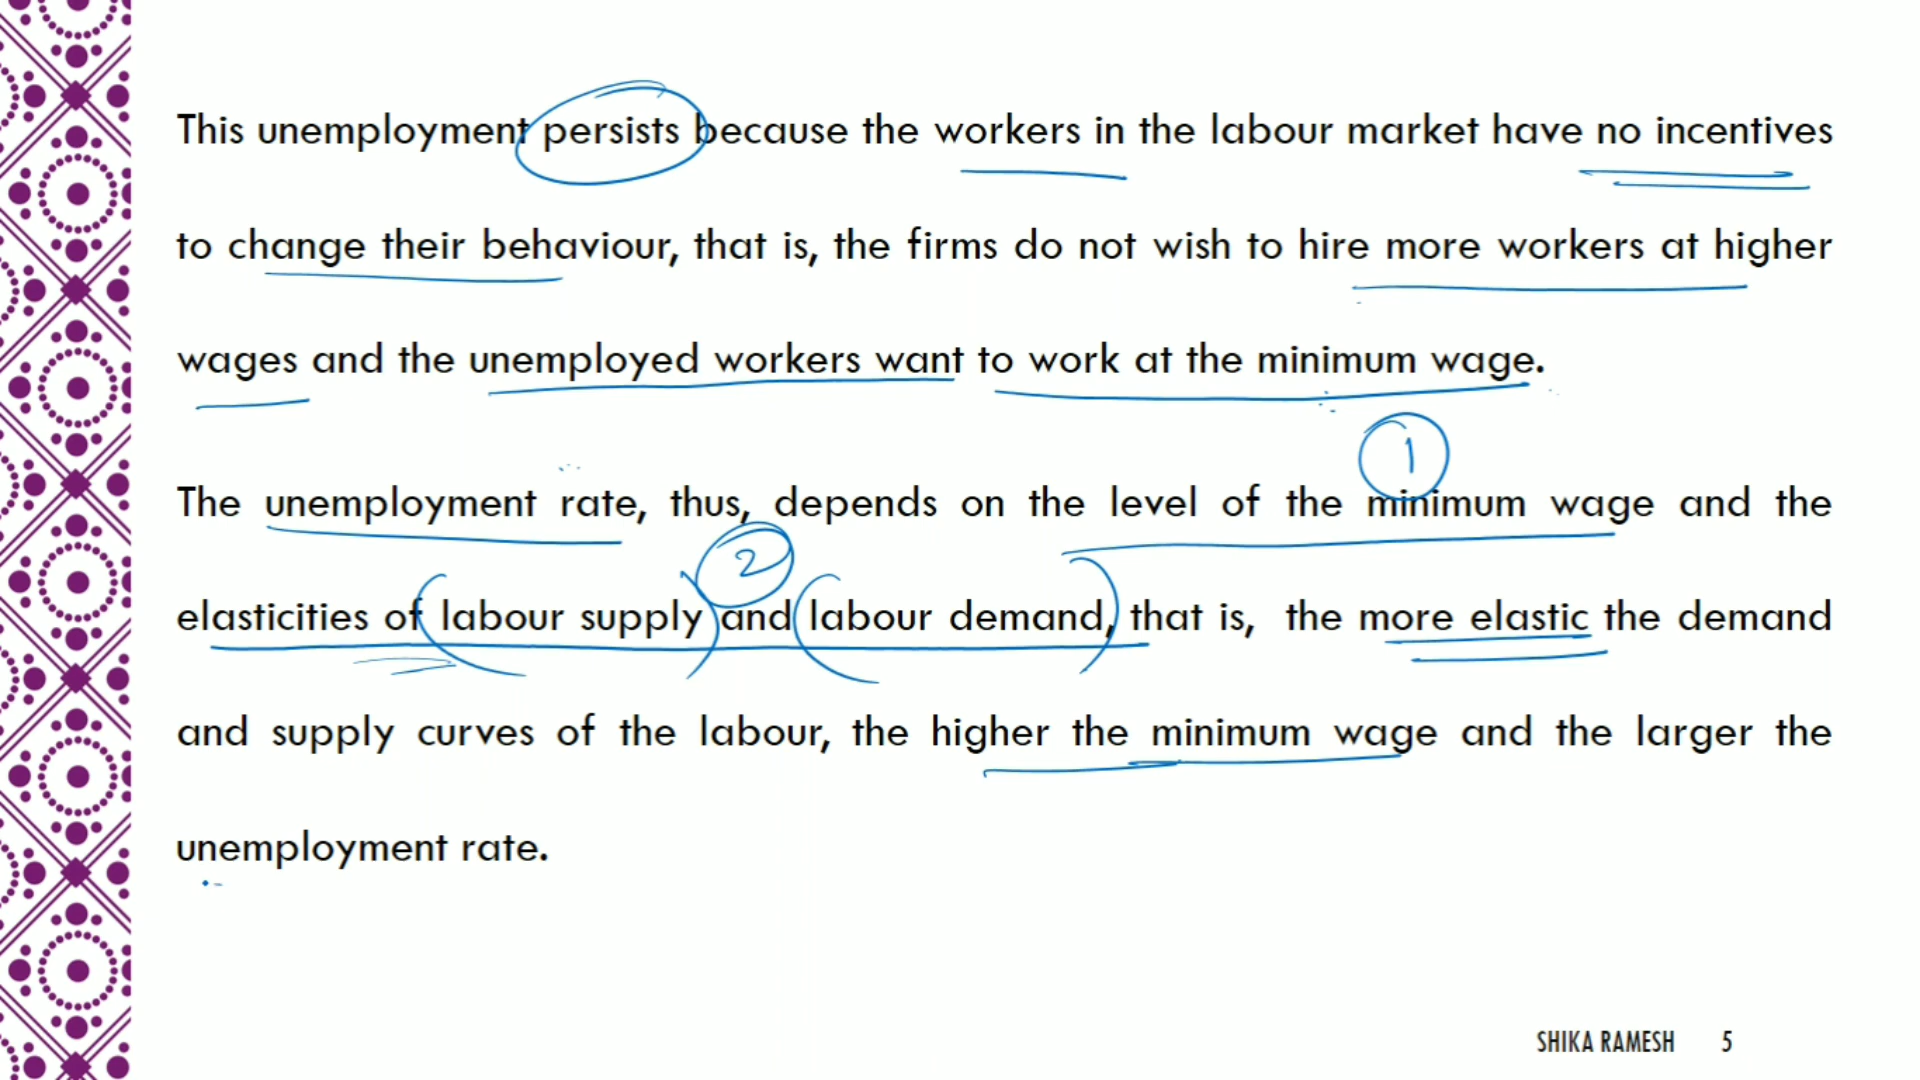 This unemployment persists because the workers in the labour market have no incentives
to change their behaviour, that is, the firms do not wish to hire more workers at higher
wages and the unemployed workers want to work at the minimum wage.
1
The unemployment rate, thus, depends on the level of the minimum wage and the
2
elasticities of labour supply and labour demand, that is, the more elastic the demand
and supply curves of the labour, the higher the minimum wage and the larger the
unemployment rate.
SHIKA RAMESH 5